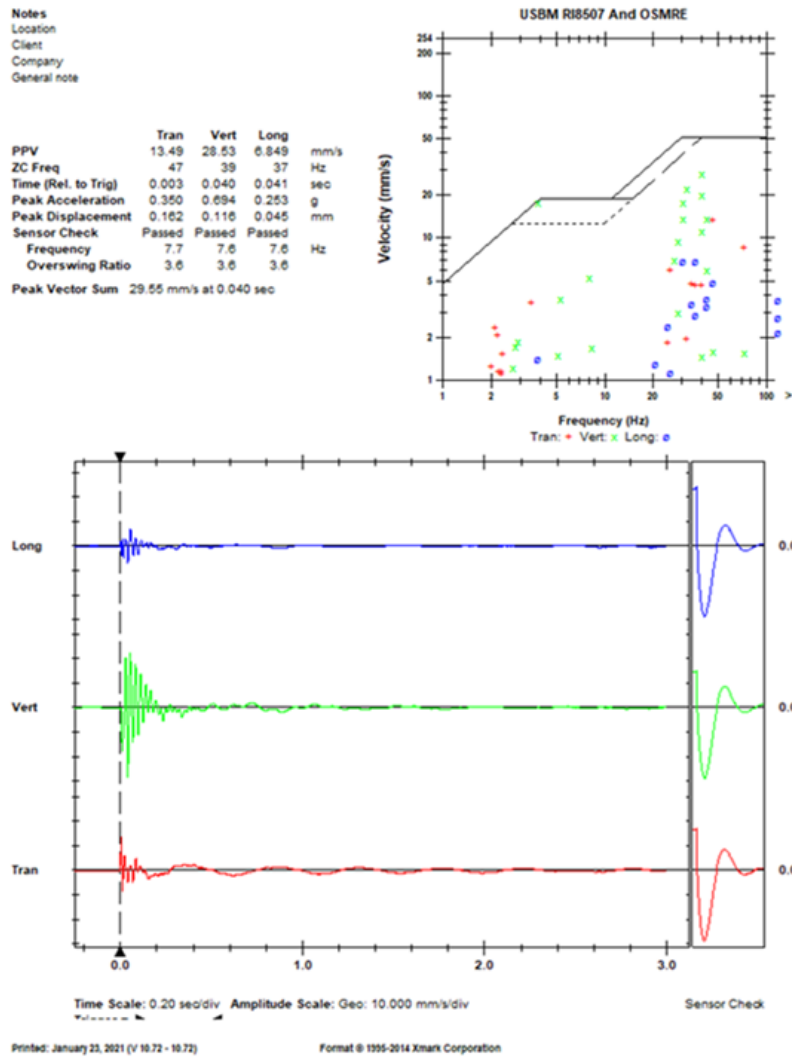 Notes
Location
Client
Company
General note
Tran Vert Long
PPV 13.49 28.53 6.849 mm/s
ZC Freq 47 39 37 Hz
Time (Rel. to Trig) 0.003 0.040 0.041 sec
Peak Acceleration 0.350 0.694 0.253 g
Peak Displacement 0.162 0.116 0.045 mm
Sensor Check Passed Passed Passed
Frequency 7.7 7.6 7.6 Hz
Overswing Ratio 3.6 3.6 3.6
Peak Vector Sum 29.55 mm/s at 0.040 sec
USBM RI8507 And OSMRE
254
200
100
50
20
10
5
2
1
Velocity (mm/s)
1 2 5 10 20 50 100 >
Frequency (Hz)
Tran: + Vert: x Long: ø
Long 0.0
Vert 0.0
Tran 0.0
0.0 1.0 2.0 3.0
Time Scale: 0.20 sec/div Amplitude Scale: Geo: 10.000 mm/s/div Sensor Check
Printed: January 23, 2021 (V 10.72 - 10.72) Format © 1995-2014 Xmark Corporation